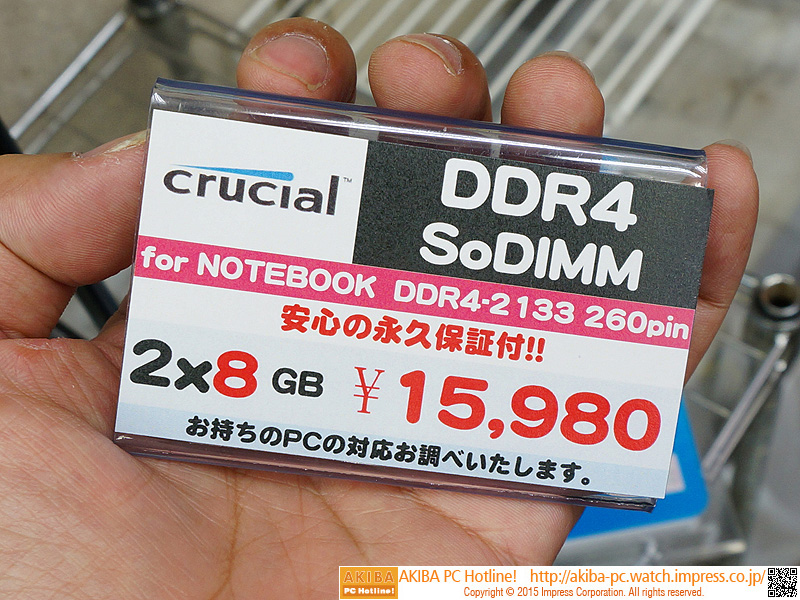 crucial™
DDR4
SoDIMM
for NOTEBOOK DDR4-2133 260pin
安心の永久保証付!!
2x8 GB ¥15,980
お持ちのPCの対応お調べいたします。
AKIBA
PC Hotline!
AKIBA PC Hotline! http://akiba-pc.watch.impress.co.jp/
Copyright © 2015 Impress Corporation. All rights reserved.